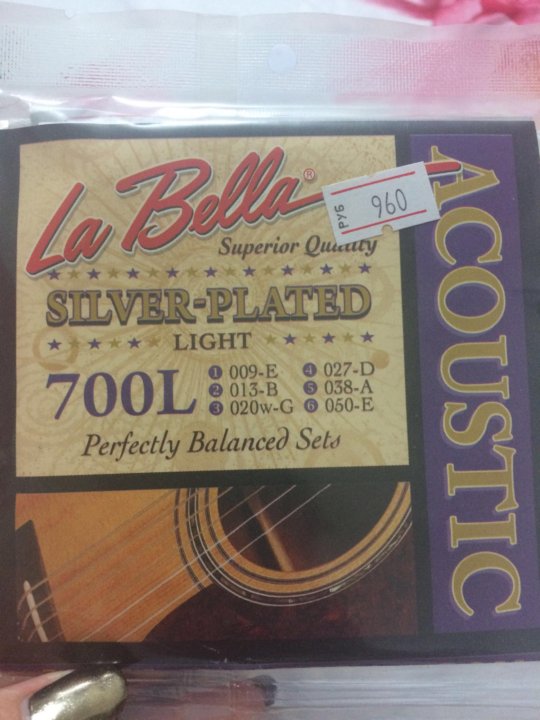 La Bella®
РУБ 960
Superior Quality
SILVER-PLATED
LIGHT
700L
1 009-E
2 013-B
3 020w-G
4 027-D
5 038-A
6 050-E
Perfectly Balanced Sets
ACOUSTIC